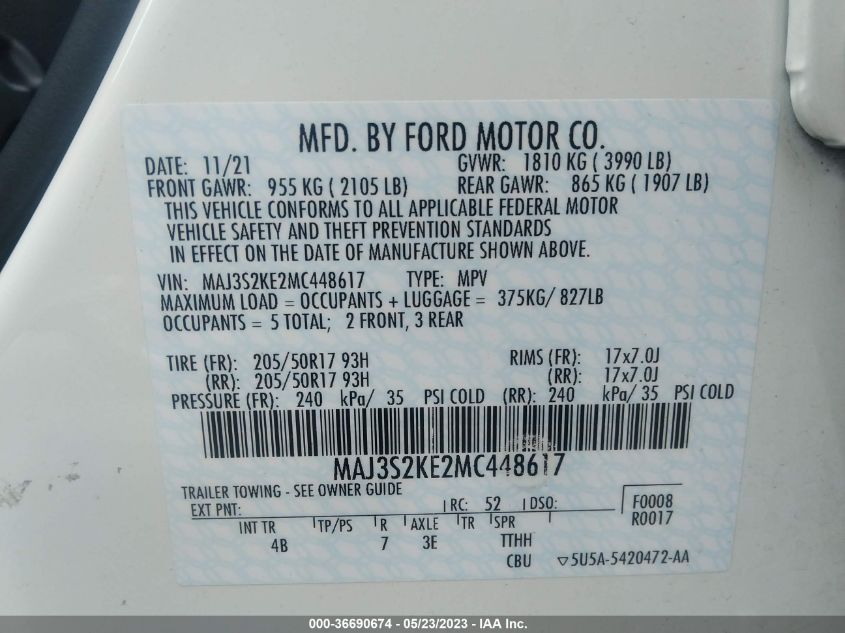 MFD. BY FORD MOTOR CO.
DATE: 11/21 GVWR: 1810 KG ( 3990 LB)
FRONT GAWR: 955 KG ( 2105 LB) REAR GAWR: 865 KG ( 1907 LB)
THIS VEHICLE CONFORMS TO ALL APPLICABLE FEDERAL MOTOR
VEHICLE SAFETY AND THEFT PREVENTION STANDARDS
IN EFFECT ON THE DATE OF MANUFACTURE SHOWN ABOVE.
VIN: MAJ3S2KE2MC448617 TYPE: MPV
MAXIMUM LOAD = OCCUPANTS + LUGGAGE = 375KG/ 827LB
OCCUPANTS = 5 TOTAL; 2 FRONT, 3 REAR
TIRE (FR): 205/50R17 93H RIMS (FR): 17x7.0J
(RR): 205/50R17 93H (RR): 17x7.0J
PRESSURE (FR): 240 kPa/ 35 PSI COLD (RR): 240 kPa/ 35 PSI COLD
MAJ3S2KE2MC448617
TRAILER TOWING - SEE OWNER GUIDE
EXT PNT: RC: 52 DSO: F0008
R0017
INT TR TP/PS R AXLE TR SPR
4B 7 3E TTHH
CBU ▽5U5A-5420472-AA
000-36690674 - 05/23/2023 - IAA Inc.